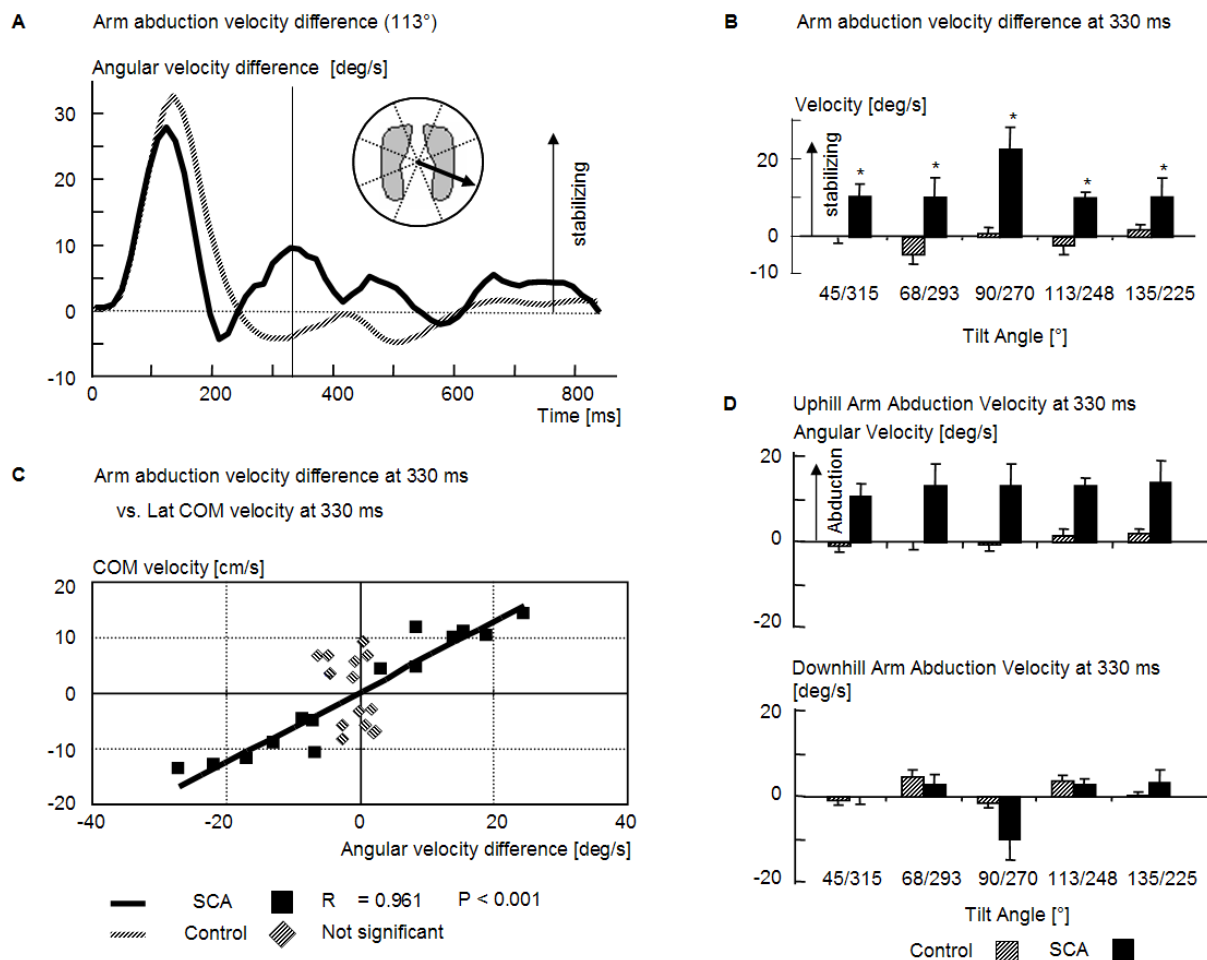 A Arm abduction velocity difference (113°)
Angular velocity difference [deg/s]
30
20
10
0
-10
0 200 400 600 800
Time [ms]
stabilizing
B Arm abduction velocity difference at 330 ms
Velocity [deg/s]
20
0
-10
stabilizing
* * * * *
45/315 68/293 90/270 113/248 135/225
Tilt Angle [°]
C Arm abduction velocity difference at 330 ms
vs. Lat COM velocity at 330 ms
COM velocity [cm/s]
20
10
0
-10
-20
-40 -20 0 20 40
Angular velocity difference [deg/s]
SCA R = 0.961 P < 0.001
Control Not significant
D Uphill Arm Abduction Velocity at 330 ms
Angular Velocity [deg/s]
20
0
-20
Abduction
Downhill Arm Abduction Velocity at 330 ms
[deg/s]
20
0
-20
45/315 68/293 90/270 113/248 135/225
Tilt Angle [°]
Control SCA